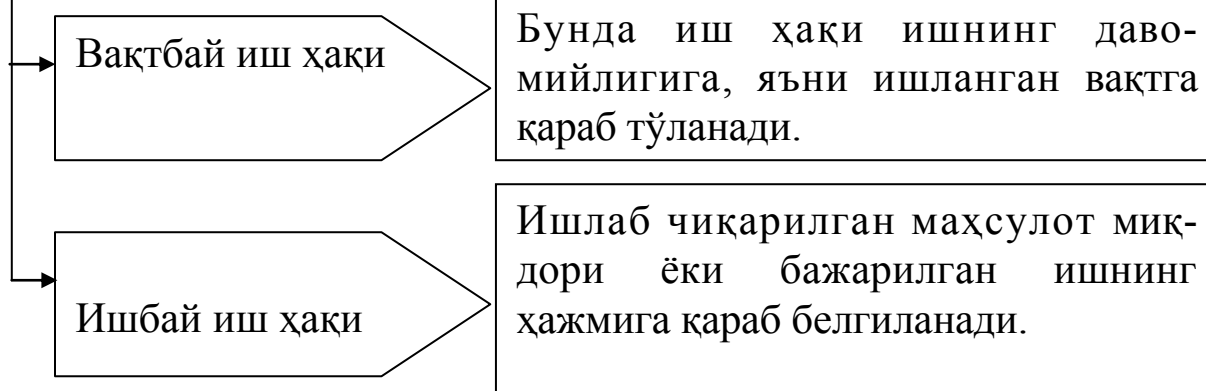 Вақтбай иш ҳақи
Бунда иш ҳақи ишнинг даво-
мийлигига, яъни ишланган вақтга
қараб тўланади.
Ишбай иш ҳақи
Ишлаб чиқарилган маҳсулот миқ-
дори ёки бажарилган ишнинг
ҳажмига қараб белгиланади.